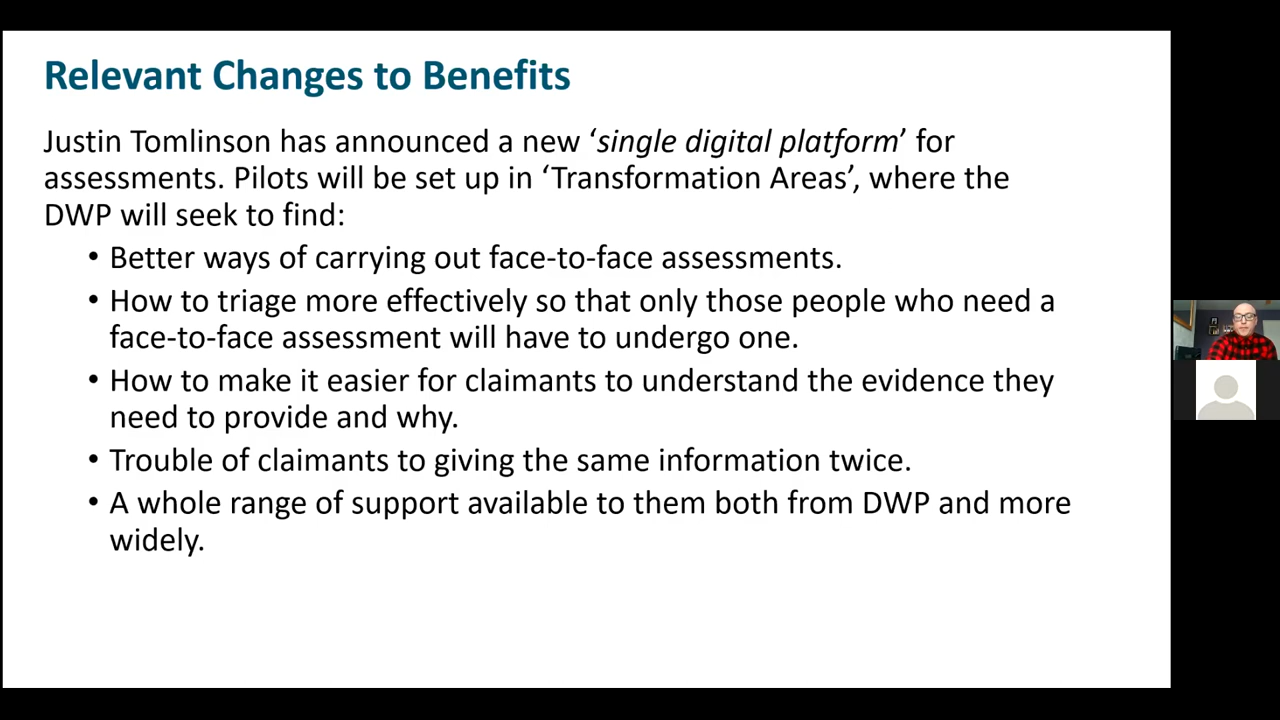 Relevant Changes to Benefits
Justin Tomlinson has announced a new ‘single digital platform’ for
assessments. Pilots will be set up in ‘Transformation Areas’, where the
DWP will seek to find:
• Better ways of carrying out face-to-face assessments.
• How to triage more effectively so that only those people who need a
face-to-face assessment will have to undergo one.
• How to make it easier for claimants to understand the evidence they
need to provide and why.
• Trouble of claimants to giving the same information twice.
• A whole range of support available to them both from DWP and more
widely.